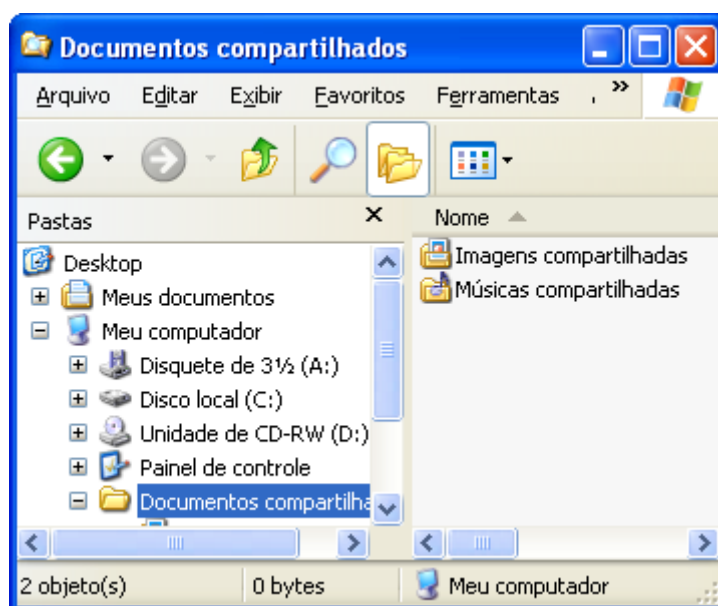 Documentos compartilhados
Arquivo Editar Exibir Favoritos Ferramentas »
Pastas
Nome
Desktop
Meus documentos
Meu computador
Disquete de 3½ (A:)
Disco local (C:)
Unidade de CD-RW (D:)
Painel de controle
Documentos compartilha
Imagens compartilhadas
Músicas compartilhadas
2 objeto(s) 0 bytes Meu computador